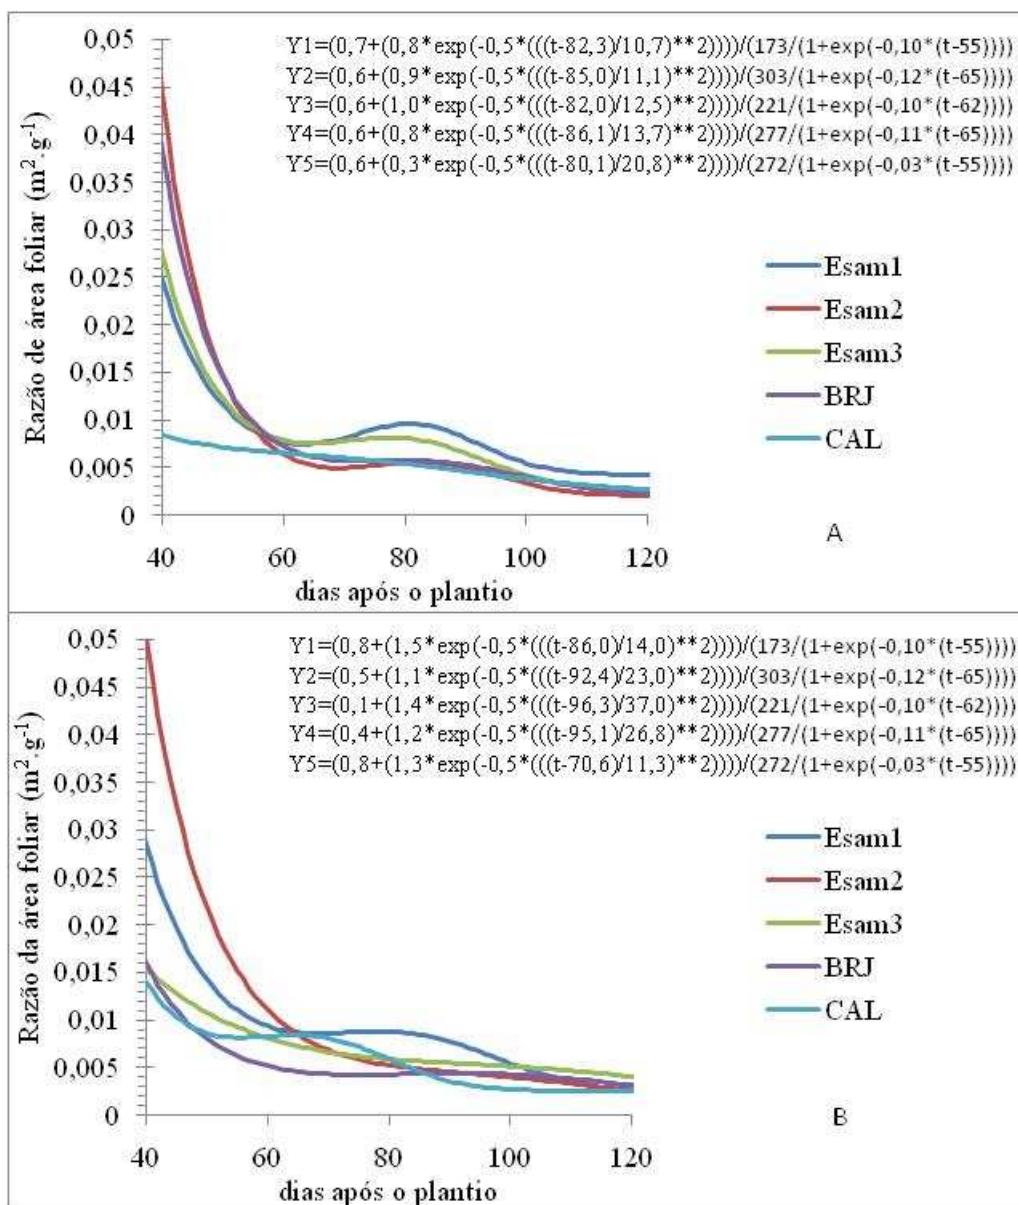 Razão de área foliar (m².g⁻¹)
0,05
0,045
0,04
0,035
0,03
0,025
0,02
0,015
0,01
0,005
0
Y1=(0,7+(0,8*exp(-0,5*(((t-82,3)/10,7)**2))))/(173/(1+exp(-0,10*(t-55))))
Y2=(0,6+(0,9*exp(-0,5*(((t-85,0)/11,1)**2))))/(303/(1+exp(-0,12*(t-65))))
Y3=(0,6+(1,0*exp(-0,5*(((t-82,0)/12,5)**2))))/(221/(1+exp(-0,10*(t-62))))
Y4=(0,6+(0,8*exp(-0,5*(((t-86,1)/13,7)**2))))/(277/(1+exp(-0,11*(t-65))))
Y5=(0,6+(0,3*exp(-0,5*(((t-80,1)/20,8)**2))))/(272/(1+exp(-0,03*(t-55))))
Esam1
Esam2
Esam3
BRJ
CAL
A
40 60 80 100 120
dias após o plantio
Razão da área foliar (m².g⁻¹)
0,05
0,045
0,04
0,035
0,03
0,025
0,02
0,015
0,01
0,005
0
Y1=(0,8+(1,5*exp(-0,5*(((t-86,0)/14,0)**2))))/(173/(1+exp(-0,10*(t-55))))
Y2=(0,5+(1,1*exp(-0,5*(((t-92,4)/23,0)**2))))/(303/(1+exp(-0,12*(t-65))))
Y3=(0,1+(1,4*exp(-0,5*(((t-96,3)/37,0)**2))))/(221/(1+exp(-0,10*(t-62))))
Y4=(0,4+(1,2*exp(-0,5*(((t-95,1)/26,8)**2))))/(277/(1+exp(-0,11*(t-65))))
Y5=(0,8+(1,3*exp(-0,5*(((t-70,6)/11,3)**2))))/(272/(1+exp(-0,03*(t-55))))
Esam1
Esam2
Esam3
BRJ
CAL
B
40 60 80 100 120
dias após o plantio